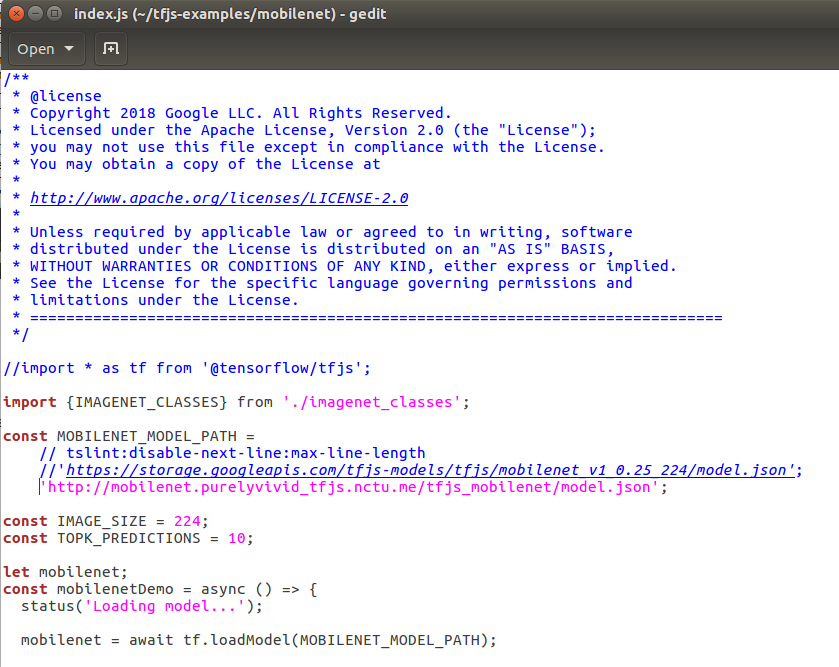 index.js (~/tfjs-examples/mobilenet) - gedit
Open
/**
 * @license
 * Copyright 2018 Google LLC. All Rights Reserved.
 * Licensed under the Apache License, Version 2.0 (the "License");
 * you may not use this file except in compliance with the License.
 * You may obtain a copy of the License at
 *
 * http://www.apache.org/licenses/LICENSE-2.0
 *
 * Unless required by applicable law or agreed to in writing, software
 * distributed under the License is distributed on an "AS IS" BASIS,
 * WITHOUT WARRANTIES OR CONDITIONS OF ANY KIND, either express or implied.
 * See the License for the specific language governing permissions and
 * limitations under the License.
 * =============================================================================
 */
//import * as tf from '@tensorflow/tfjs';
import {IMAGENET_CLASSES} from './imagenet_classes';
const MOBILENET_MODEL_PATH =
    // tslint:disable-next-line:max-line-length
    //'https://storage.googleapis.com/tfjs-models/tfjs/mobilenet_v1_0.25_224/model.json';
    'http://mobilenet.purelyvivid_tfjs.nctu.me/tfjs_mobilenet/model.json';
const IMAGE_SIZE = 224;
const TOPK_PREDICTIONS = 10;
let mobilenet;
const mobilenetDemo = async () => {
  status('Loading model...');
  mobilenet = await tf.loadModel(MOBILENET_MODEL_PATH);